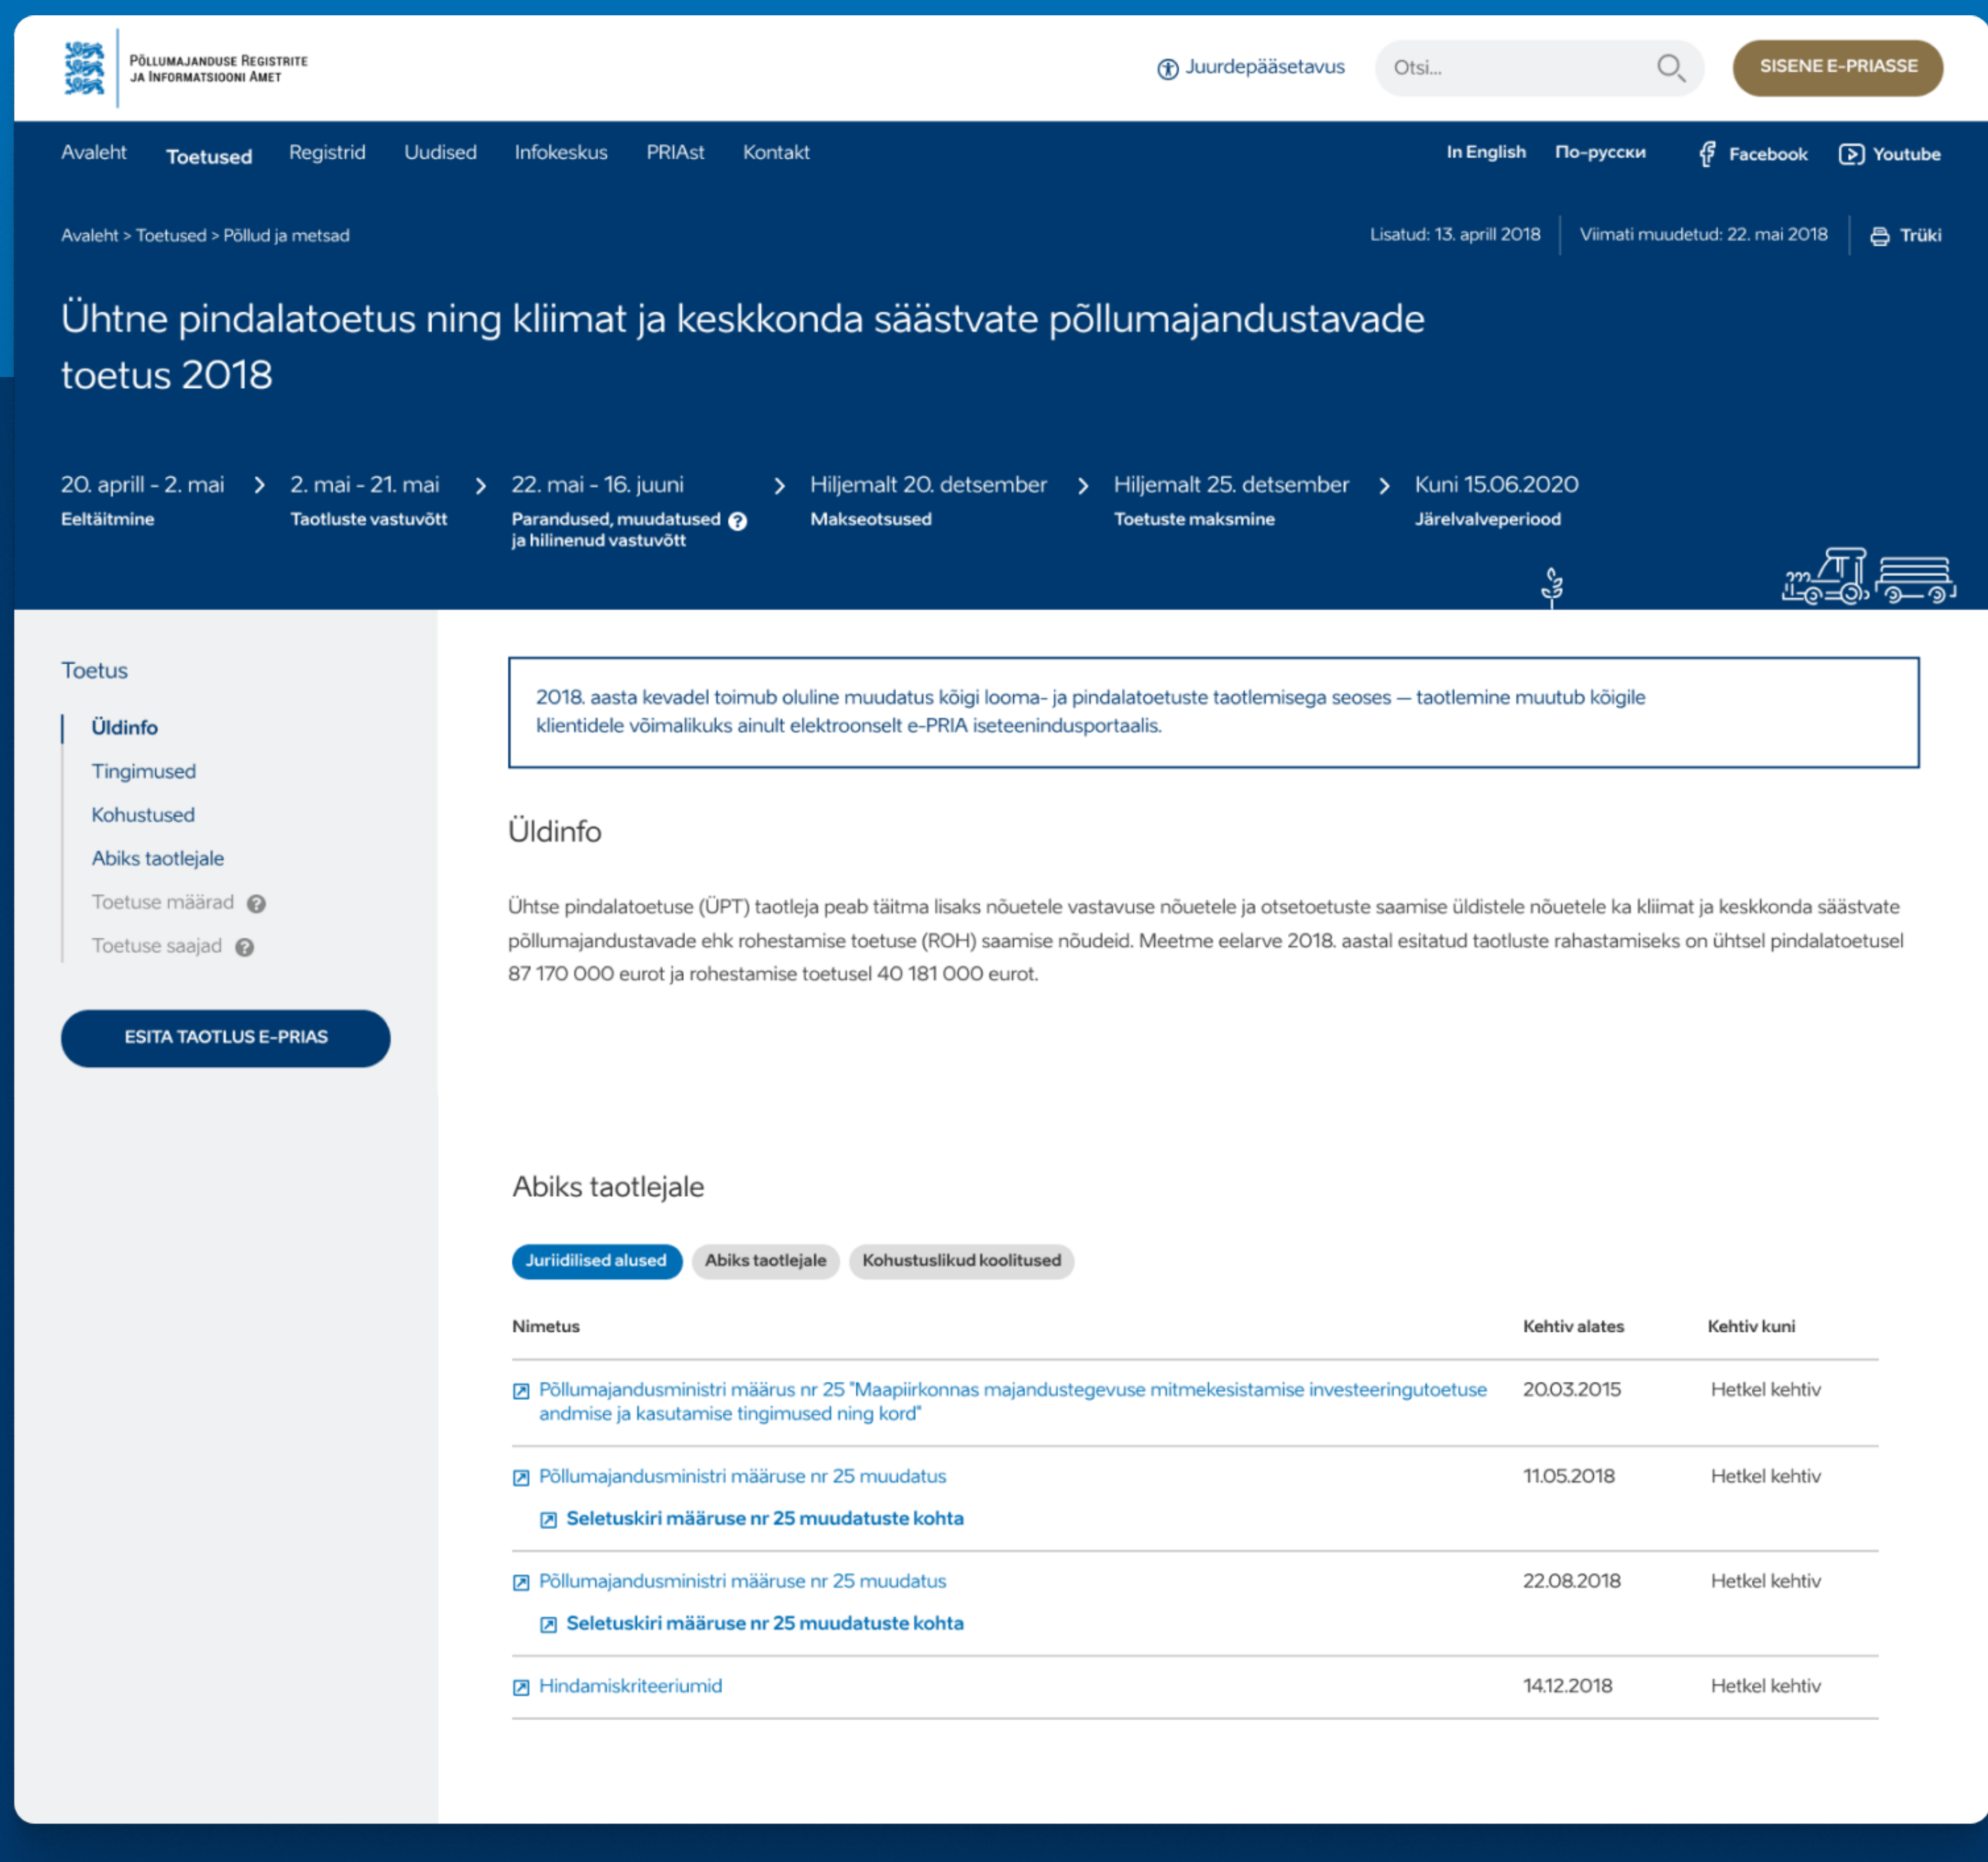 PÕLLUMAJANDUSE REGISTRITE
JA INFORMATSIOONI AMET
Juurdepääsetavus
Otsi...
SISENE E-PRIASSE
Avaleht Toetused Registrid Uudised Infokeskus PRIAst Kontakt
In English По-русски Facebook Youtube
Avaleht > Toetused > Põllud ja metsad
Lisatud: 13. aprill 2018 Viimati muudetud: 22. mai 2018 Trüki
Ühtne pindalatoetus ning kliimat ja keskkonda säästvate põllumajandustavade
toetus 2018
20. aprill - 2. mai
Eeltäitmine
2. mai - 21. mai
Taotluste vastuvõtt
22. mai - 16. juuni
Parandused, muudatused ?
ja hilinenud vastuvõtt
Hiljemalt 20. detsember
Makseotsused
Hiljemalt 25. detsember
Toetuste maksmine
Kuni 15.06.2020
Järelvalveperiood
Toetus
Üldinfo
Tingimused
Kohustused
Abiks taotlejale
Toetuse määrad ?
Toetuse saajad ?
ESITA TAOTLUS E-PRIAS
2018. aasta kevadel toimub oluline muudatus kõigi looma- ja pindalatoetuste taotlemisega seoses — taotlemine muutub kõigile
klientidele võimalikuks ainult elektroonselt e-PRIA iseteenindusportaalis.
Üldinfo
Ühtse pindalatoetuse (ÜPT) taotleja peab täitma lisaks nõuetele vastavuse nõuetele ja otsetoetuste saamise üldistele nõuetele ka kliimat ja keskkonda säästvate
põllumajandustavade ehk rohestamise toetuse (ROH) saamise nõudeid. Meetme eelarve 2018. aastal esitatud taotluste rahastamiseks on ühtsel pindalatoetusel
87 170 000 eurot ja rohestamise toetusel 40 181 000 eurot.
Abiks taotlejale
Juriidilised alused Abiks taotlejale Kohustuslikud koolitused
Nimetus Kehtiv alates Kehtiv kuni
Põllumajandusministri määrus nr 25 "Maapiirkonnas majandustegevuse mitmekesistamise investeeringutoetuse 20.03.2015 Hetkel kehtiv
andmise ja kasutamise tingimused ning kord"
Põllumajandusministri määruse nr 25 muudatus 11.05.2018 Hetkel kehtiv
Seletuskiri määruse nr 25 muudatuste kohta
Põllumajandusministri määruse nr 25 muudatus 22.08.2018 Hetkel kehtiv
Seletuskiri määruse nr 25 muudatuste kohta
Hindamiskriteeriumid 14.12.2018 Hetkel kehtiv